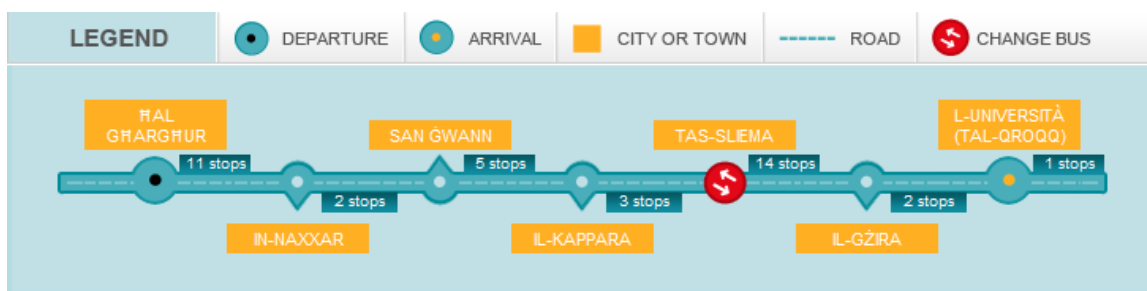 LEGEND
DEPARTURE
ARRIVAL
CITY OR TOWN
ROAD
CHANGE BUS
ĦAL
GĦARGĦUR
SAN ĠWANN
TAS-SLIEMA
L-UNIVERSITÀ
(TAL-QROQQ)
11 stops
5 stops
14 stops
1 stops
2 stops
3 stops
2 stops
IN-NAXXAR
IL-KAPPARA
IL-GŻIRA